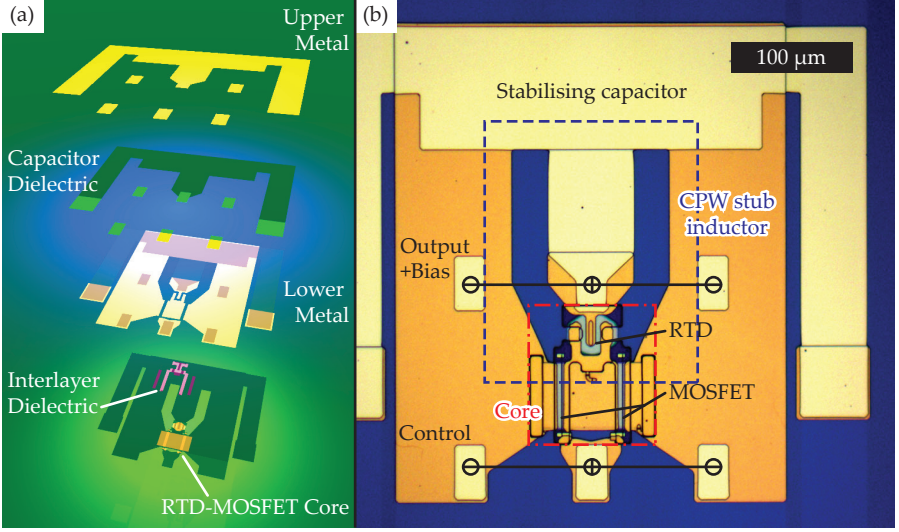 (a)
Upper
Metal
Capacitor
Dielectric
Lower
Metal
Interlayer
Dielectric
RTD-MOSFET Core
(b)
100 µm
Stabilising capacitor
CPW stub
inductor
Output
+Bias
RTD
MOSFET
Core
Control